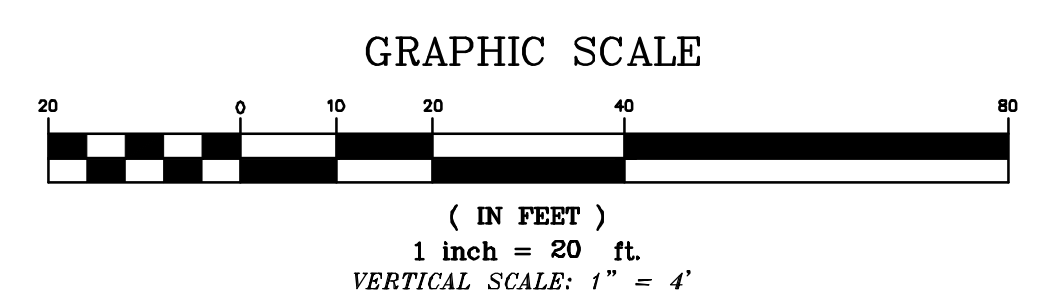 GRAPHIC SCALE
20 0 10 20 40 80
( IN FEET )
1 inch = 20 ft.
VERTICAL SCALE: 1" = 4'